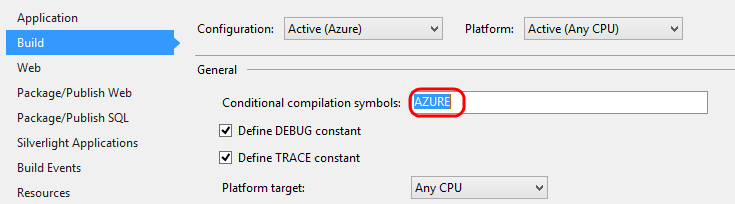 Application
Build
Web
Package/Publish Web
Package/Publish SQL
Silverlight Applications
Build Events
Resources
Configuration: Active (Azure) Platform: Active (Any CPU)
General
Conditional compilation symbols: AZURE
Define DEBUG constant
Define TRACE constant
Platform target: Any CPU